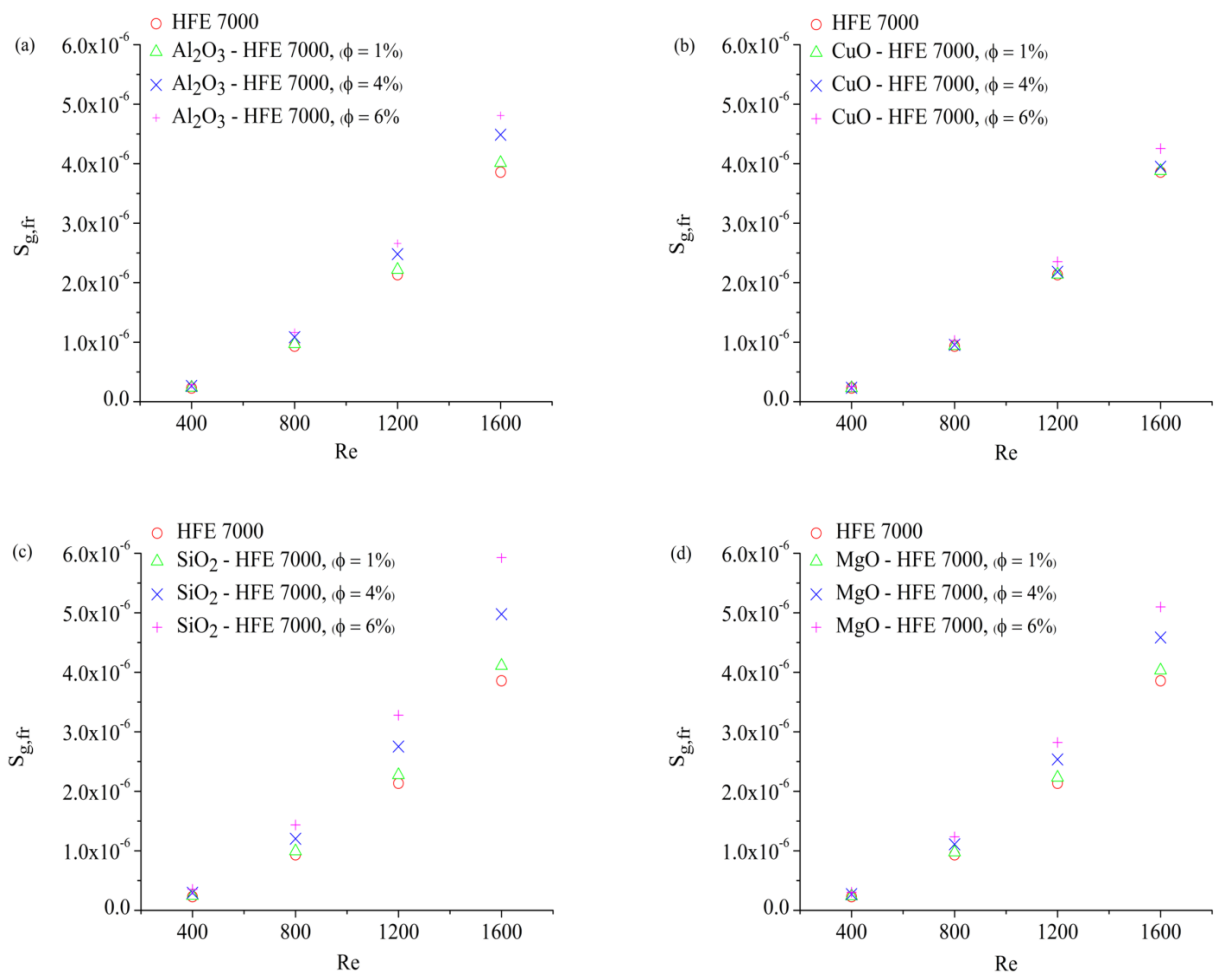 (a)
HFE 7000
Al2O3 - HFE 7000, (ϕ = 1%)
Al2O3 - HFE 7000, (ϕ = 4%)
Al2O3 - HFE 7000, (ϕ = 6%
6.0x10^-6
5.0x10^-6
4.0x10^-6
3.0x10^-6
2.0x10^-6
1.0x10^-6
0.0
Sg,fr
400 800 1200 1600
Re
(b)
HFE 7000
CuO - HFE 7000, (ϕ = 1%)
CuO - HFE 7000, (ϕ = 4%)
CuO - HFE 7000, (ϕ = 6%)
6.0x10^-6
5.0x10^-6
4.0x10^-6
3.0x10^-6
2.0x10^-6
1.0x10^-6
0.0
Sg,fr
400 800 1200 1600
Re
(c)
HFE 7000
SiO2 - HFE 7000, (ϕ = 1%)
SiO2 - HFE 7000, (ϕ = 4%)
SiO2 - HFE 7000, (ϕ = 6%)
6.0x10^-6
5.0x10^-6
4.0x10^-6
3.0x10^-6
2.0x10^-6
1.0x10^-6
0.0
Sg,fr
400 800 1200 1600
Re
(d)
HFE 7000
MgO - HFE 7000, (ϕ = 1%)
MgO - HFE 7000, (ϕ = 4%)
MgO - HFE 7000, (ϕ = 6%)
6.0x10^-6
5.0x10^-6
4.0x10^-6
3.0x10^-6
2.0x10^-6
1.0x10^-6
0.0
Sg,fr
400 800 1200 1600
Re